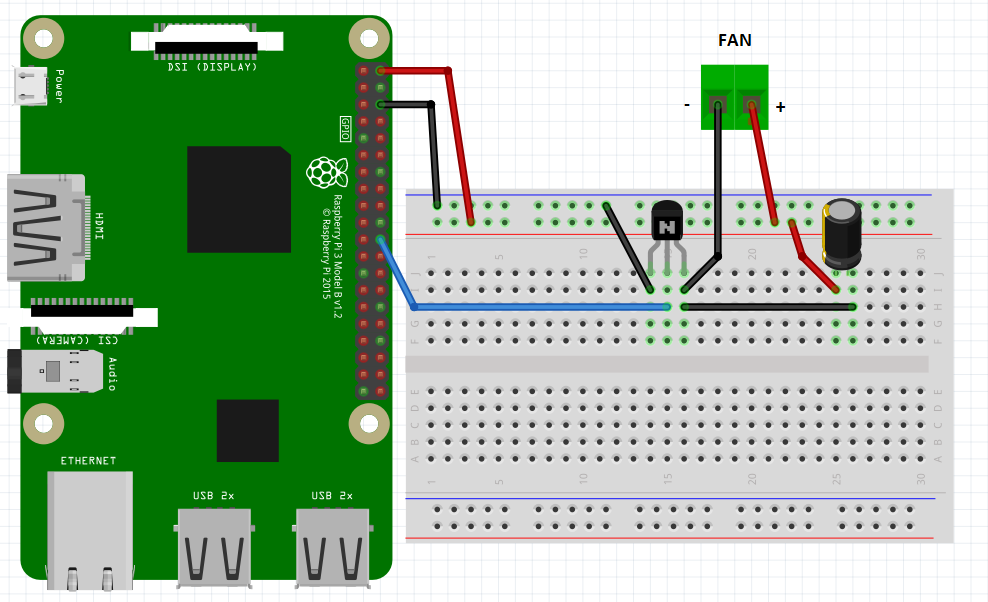 FAN
- +
DSI (DISPLAY)
Power
GPIO
HDMI
Raspberry Pi 3 Model B v1.2
© Raspberry Pi 2015
CSI (CAMERA)
Audio
ETHERNET
USB 2x
USB 2x
1 5 10 15 20 25 30
J J
I I
H H
G G
F F
E E
D D
C C
B B
A A
1 5 10 15 20 25 30